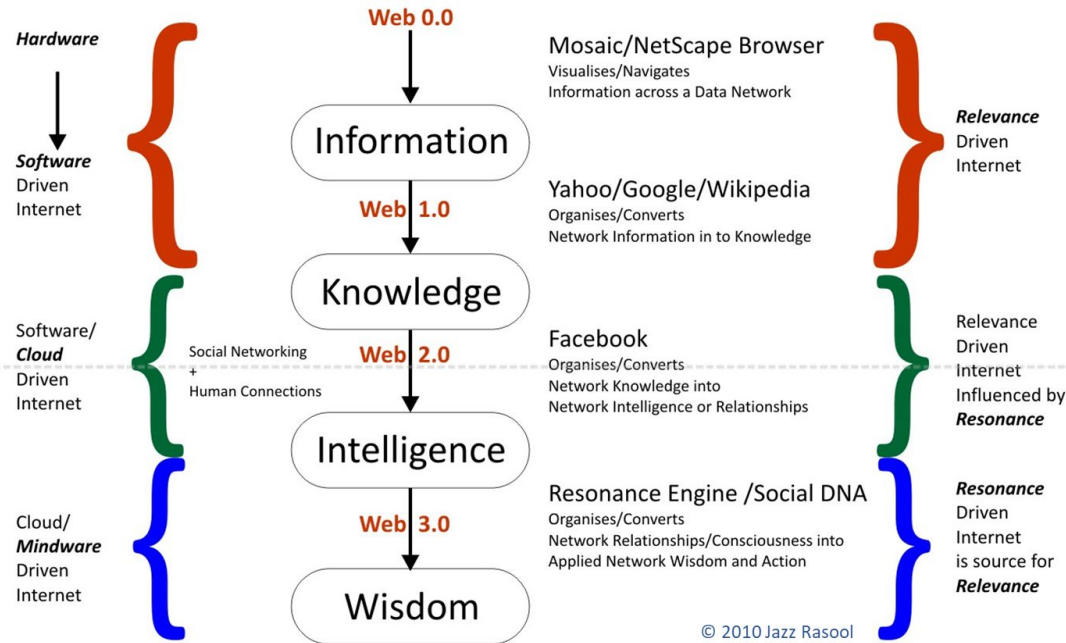 Hardware
Software
Driven
Internet
Web 0.0
Information
Mosaic/NetScape Browser
Visualises/Navigates
Information across a Data Network
Relevance
Driven
Internet
Web 1.0
Yahoo/Google/Wikipedia
Organises/Converts
Network Information in to Knowledge
Knowledge
Software/
Cloud
Driven
Internet
Social Networking
+
Human Connections
Web 2.0
Facebook
Organises/Converts
Network Knowledge into
Network Intelligence or Relationships
Relevance
Driven
Internet
Influenced by
Resonance
Intelligence
Cloud/
Mindware
Driven
Internet
Web 3.0
Resonance Engine /Social DNA
Organises/Converts
Network Relationships/Consciousness into
Applied Network Wisdom and Action
Resonance
Driven
Internet
is source for
Relevance
Wisdom
© 2010 Jazz Rasool